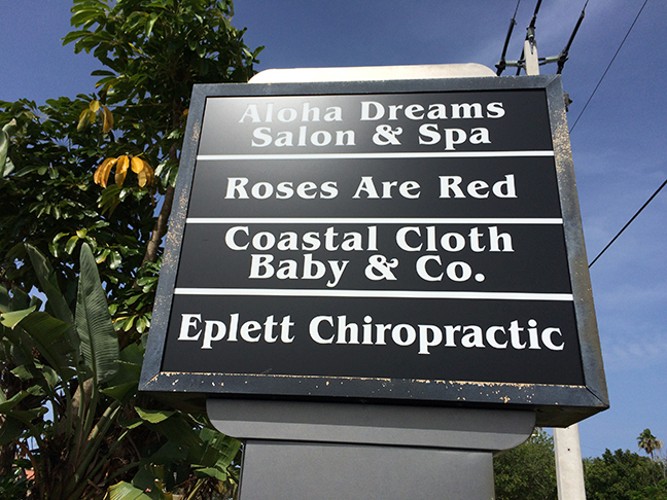 Aloha Dreams
Salon & Spa
Roses Are Red
Coastal Cloth
Baby & Co.
Eplett Chiropractic